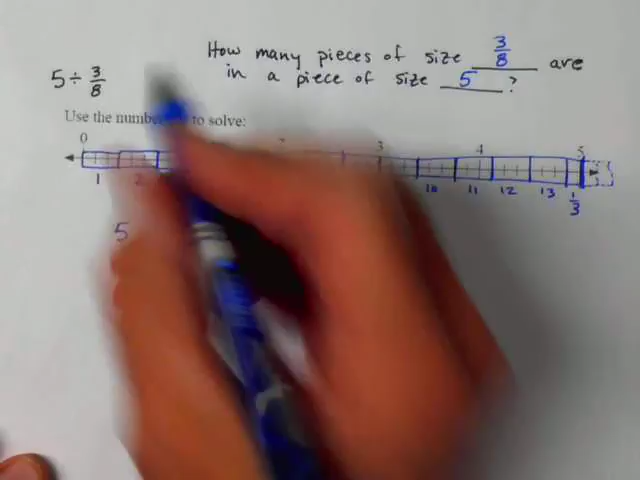 How many pieces of size 3/8 are
in a piece of size 5 ?
5 ÷ 3/8
Use the number to solve:
0 3 4 5
1 2 10 11 12 13 1/3
5